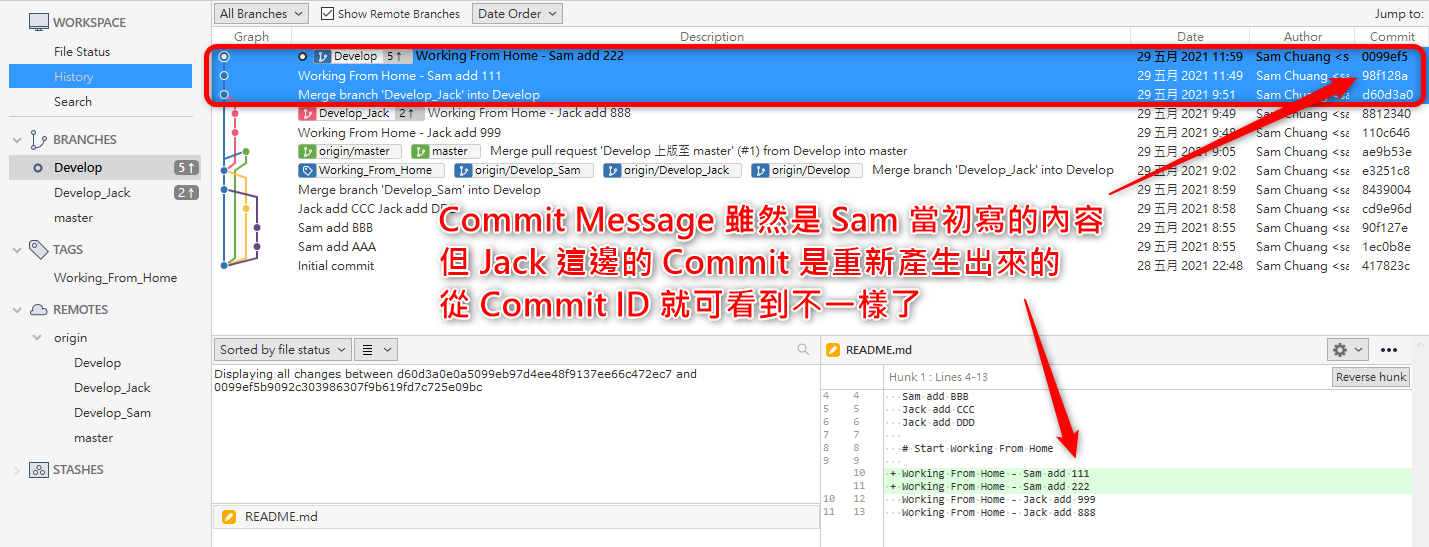 WORKSPACE
File Status
History
Search
BRANCHES
Develop 5↑
Develop_Jack 2↑
master
TAGS
Working_From_Home
REMOTES
origin
Develop
Develop_Jack
Develop_Sam
master
STASHES
All Branches Show Remote Branches Date Order Jump to:
Graph Description Date Author Commit
Develop 5↑ Working From Home - Sam add 222 29 五月 2021 11:59 Sam Chuang <s 0099ef5
Working From Home - Sam add 111 29 五月 2021 11:49 Sam Chuang <sa 98f128a
Merge branch 'Develop_Jack' into Develop 29 五月 2021 9:51 Sam Chuang <sa d60d3a0
Develop_Jack 2↑ Working From Home - Jack add 888 29 五月 2021 9:49 Sam Chuang <sa 8812340
Working From Home - Jack add 999 29 五月 2021 9:48 Sam Chuang <sa 110c646
origin/master master Merge pull request 'Develop 上版至 master' (#1) from Develop into master 29 五月 2021 9:05 Sam Chuang <sa ae9b53e
Working_From_Home origin/Develop_Sam origin/Develop_Jack origin/Develop Merge branch 'Develop_Jack' into Develop 29 五月 2021 9:02 Sam Chuang <sa e3251c8
Merge branch 'Develop_Sam' into Develop 29 五月 2021 8:59 Sam Chuang <sa 8439004
Jack add CCC Jack add DDD 29 五月 2021 8:58 Sam Chuang <sa cd9e96d
Sam add BBB 29 五月 2021 8:55 Sam Chuang <sa 90f127e
Sam add AAA 29 五月 2021 8:55 Sam Chuang <sa 1ec0b8e
Initial commit 28 五月 2021 22:48 Sam Chuang <sa 417823c
Commit Message 雖然是 Sam 當初寫的內容
但 Jack 這邊的 Commit 是重新產生出來的
從 Commit ID 就可看到不一樣了
Sorted by file status
Displaying all changes between d60d3a0e0a5099eb97d4ee48f9137ee66c472ec7 and
0099ef5b9092c303986307f9b619fd7c725e09bc
README.md
README.md
Hunk 1 : Lines 4-13 Reverse hunk
4 4 Sam add BBB
5 5 Jack add CCC
6 6 Jack add DDD
7 7
8 8 # Start Working From Home
9 9
10 + Working From Home - Sam add 111
11 + Working From Home - Sam add 222
10 12 Working From Home - Jack add 999
11 13 Working From Home - Jack add 888